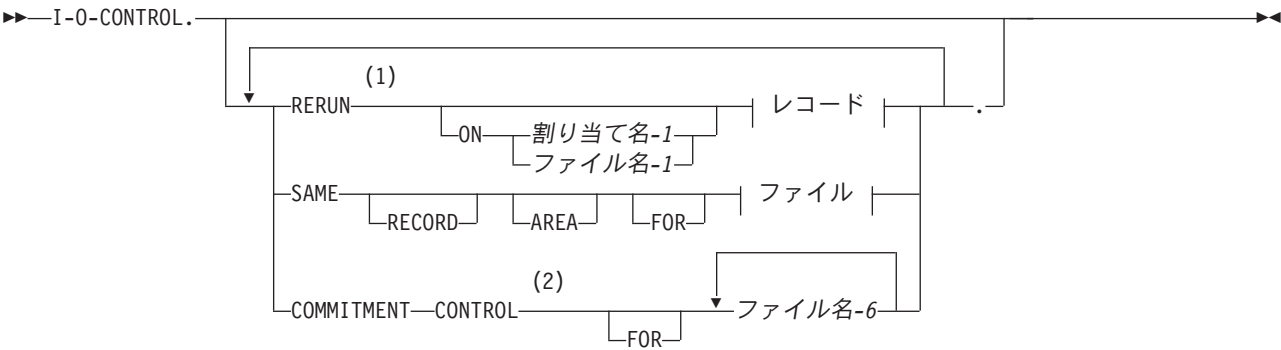 I-O-CONTROL.
(1)
RERUN レコード .
ON 割り当て名-1
ファイル名-1
SAME ファイル
RECORD AREA FOR
(2)
COMMITMENT CONTROL ファイル名-6
FOR